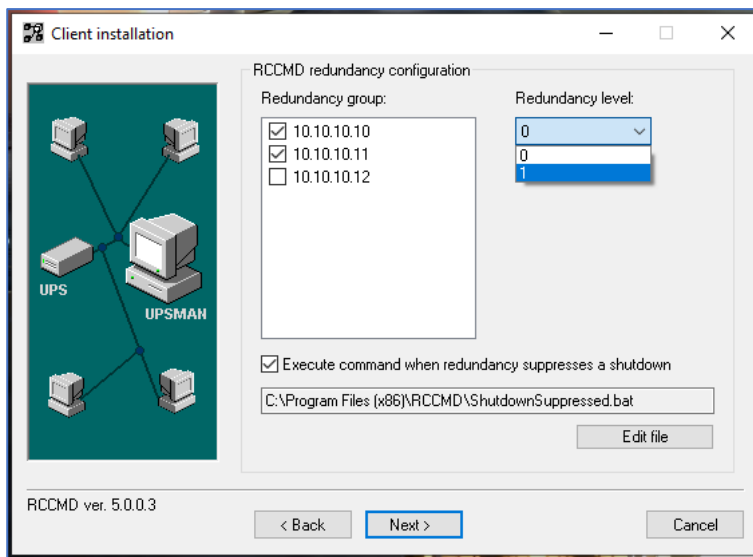 Client installation
RCCMD redundancy configuration
Redundancy group:
Redundancy level:
10.10.10.10
10.10.10.11
10.10.10.12
0
0
1
UPS
UPSMAN
Execute command when redundancy suppresses a shutdown
C:\Program Files (x86)\RCCMD\ShutdownSuppressed.bat
Edit file
RCCMD ver. 5.0.0.3
< Back
Next >
Cancel